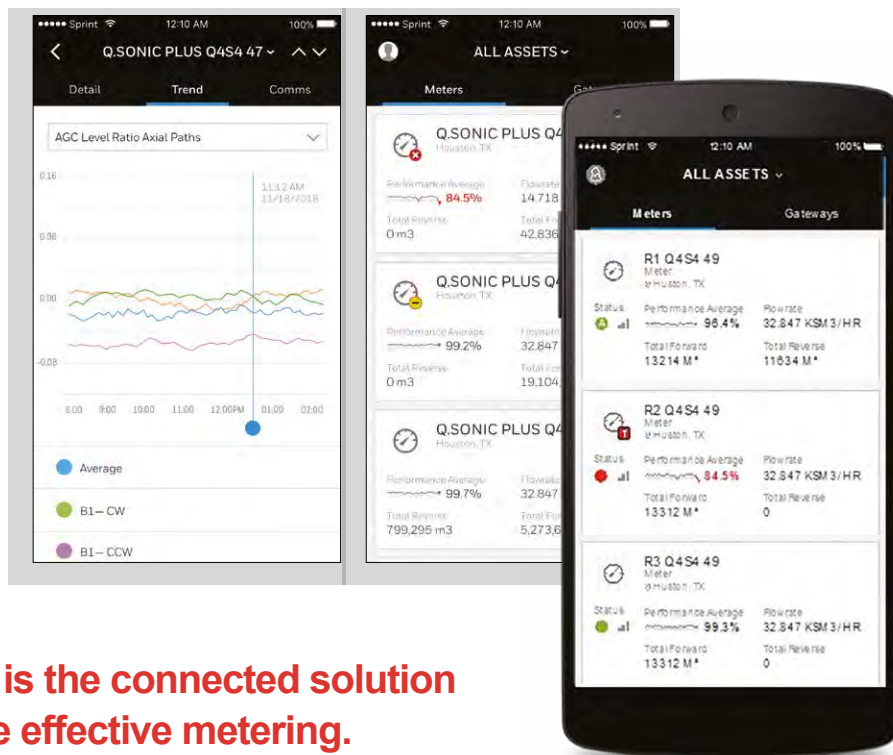 Sprint 12:10 AM 100%
Q.SONIC PLUS Q4S4 47
Detail Trend Comms
AGC Level Ratio Axial Paths
0.16
11:12 AM
11/18/2018
0.08
0.00
-0.08
8:00 9:00 10:00 11:00 12:00PM 01:00 02:00
Average
B1– CW
B1– CCW
Sprint 12:10 AM 100%
ALL ASSETS
Meters
Q.SONIC PLUS Q4
Houston, TX
Performance Average Flowrate
84.5% 14.718
Total Reverse
0 m3 42,836
Q.SONIC PLUS Q4
Houston, TX
Performance Average
99.2% 32.847
Total Reverse
0 m3 19,104,
Q.SONIC PLUS Q4
Houston, TX
Performance Average
99.7% 32.847
Total Reverse
799,295 m3 5,273,6
Sprint 12:10 AM 100%
ALL ASSETS
Meters Gateways
R1 Q4S4 49
Meter
Huston, TX
Status Performance Average Flowrate
A 96.4% 32.847 KSM3/HR
Total Forward Total Reverse
13214 M³ 11634 M³
R2 Q4S4 49
Meter
Huston, TX
Status Performance Average Flowrate
84.5% 32.847 KSM3/HR
Total Forward Total Reverse
13312 M³ 0
R3 Q4S4 49
Meter
Huston, TX
Status Performance Average Flowrate
99.3% 32.847 KSM3/HR
Total Forward Total Reverse
13312 M³ 0
is the connected solution
effective metering.